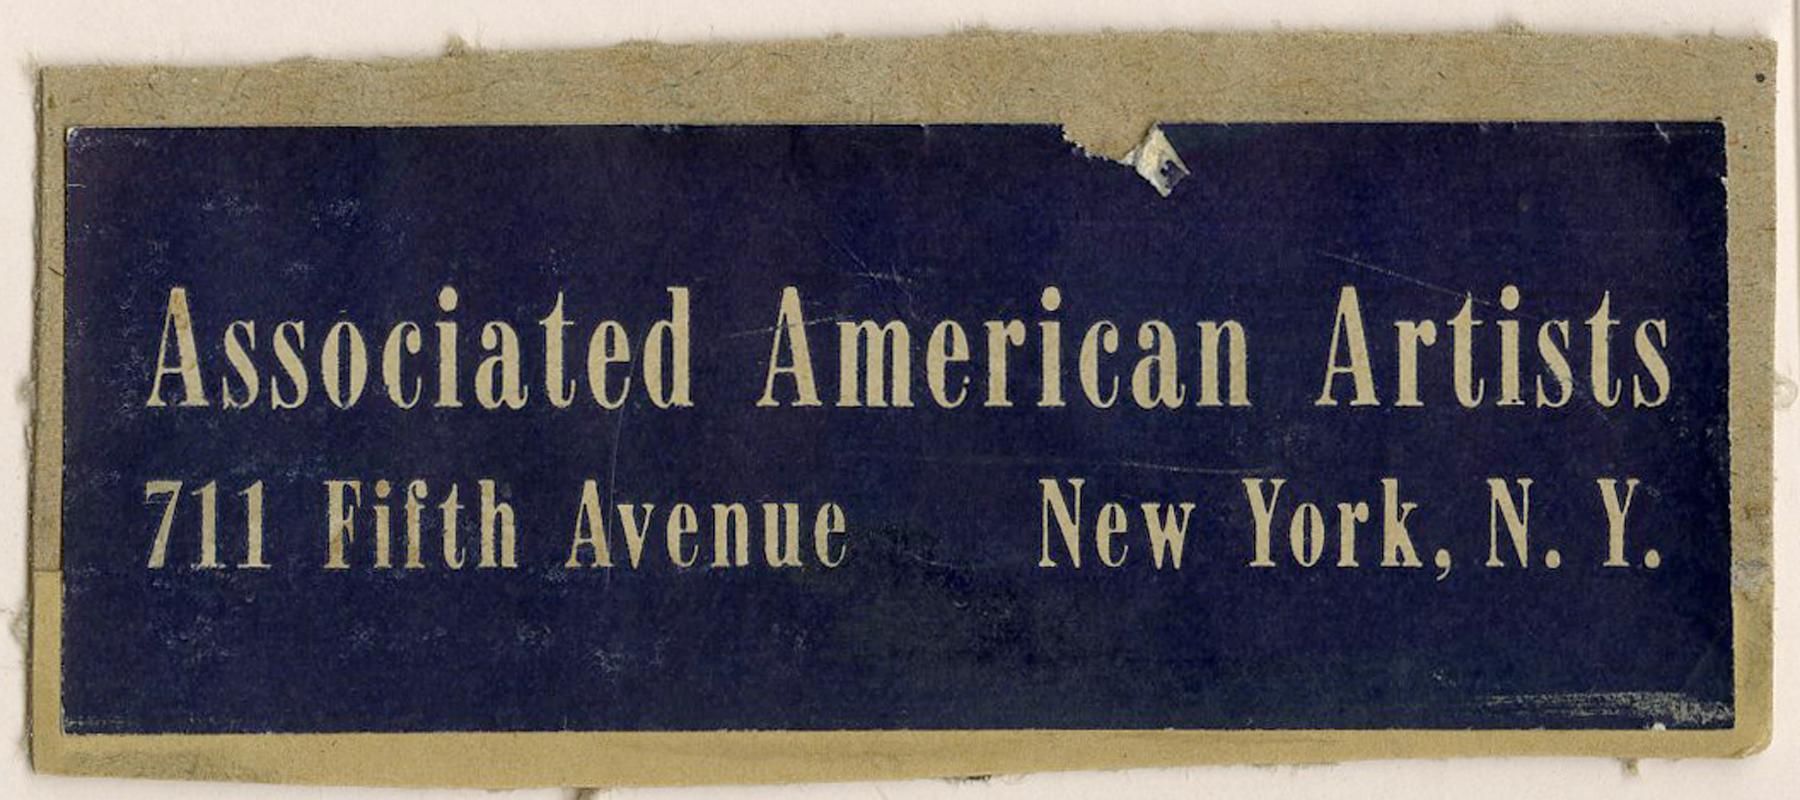 Associated American Artists
711 Fifth Avenue New York, N. Y.